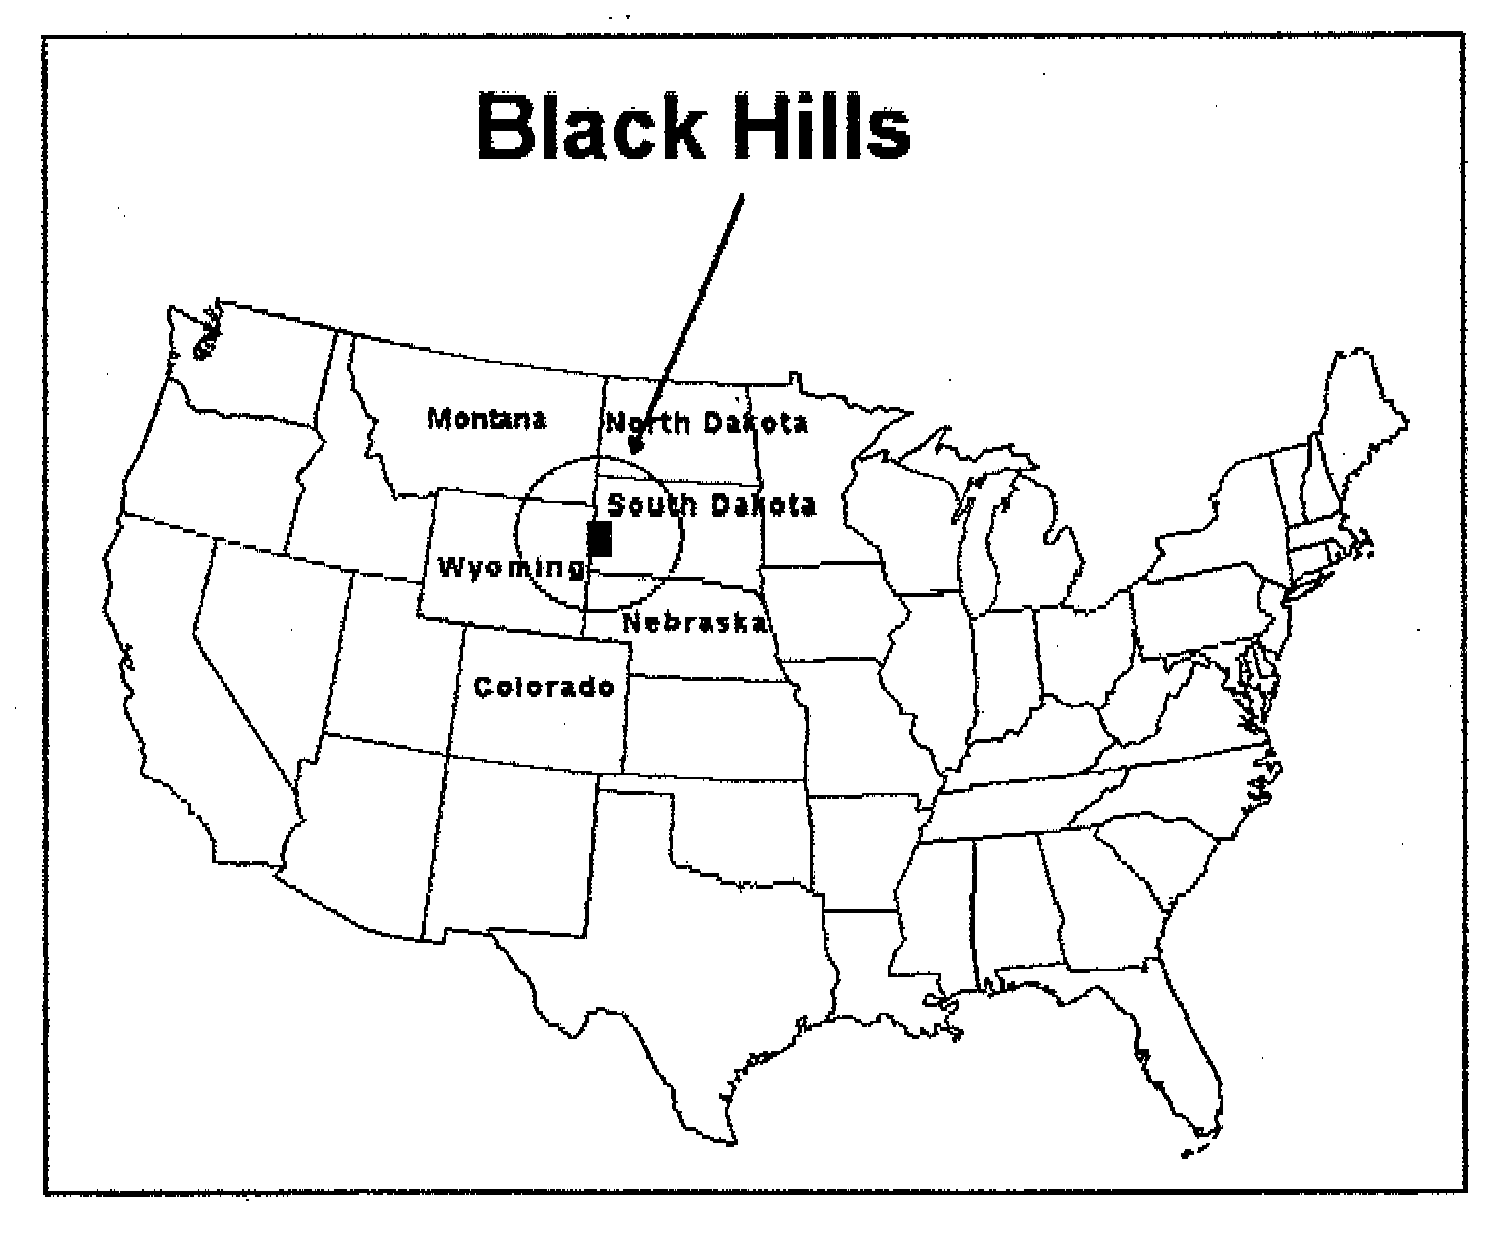 Black Hills
Montana
North Dakota
South Dakota
Wyoming
Nebraska
Colorado